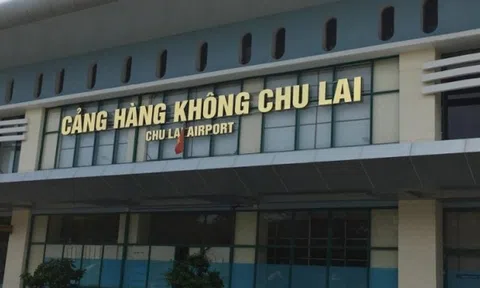 CẢNG HÀNG KHÔNG CHU LAI
CHU LAI AIRPORT